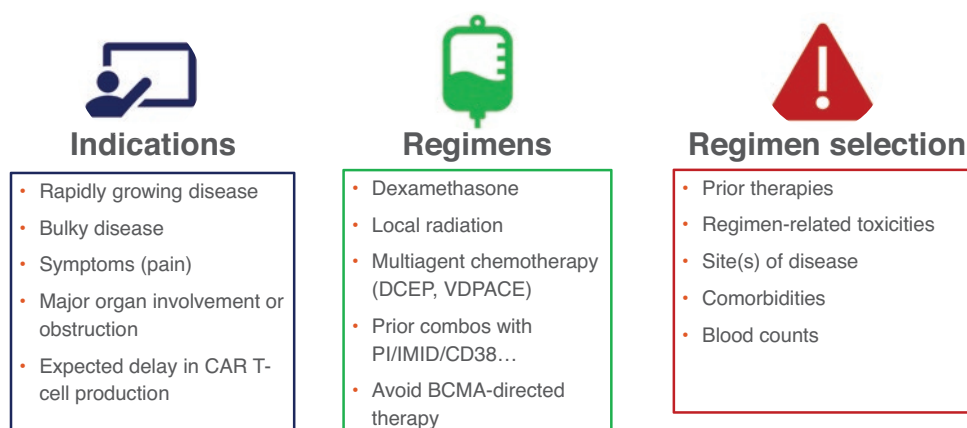 Indications
• Rapidly growing disease
• Bulky disease
• Symptoms (pain)
• Major organ involvement or
obstruction
• Expected delay in CAR T-
cell production
Regimens
• Dexamethasone
• Local radiation
• Multiagent chemotherapy
(DCEP, VDPACE)
• Prior combos with
PI/IMID/CD38…
• Avoid BCMA-directed
therapy
Regimen selection
• Prior therapies
• Regimen-related toxicities
• Site(s) of disease
• Comorbidities
• Blood counts